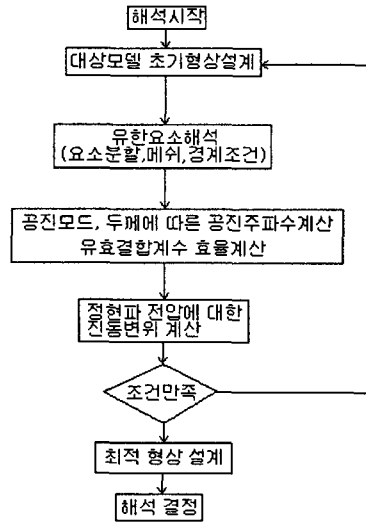 해석시작
대상모델 초기형상설계
유한요소해석
(요소분할,메쉬,경계조건)
공진모드, 두께에 따른 공진주파수계산
유효결합계수 효율계산
정현파 전압에 대한
진동변위 계산
조건만족
최적 형상 설계
해석 결정